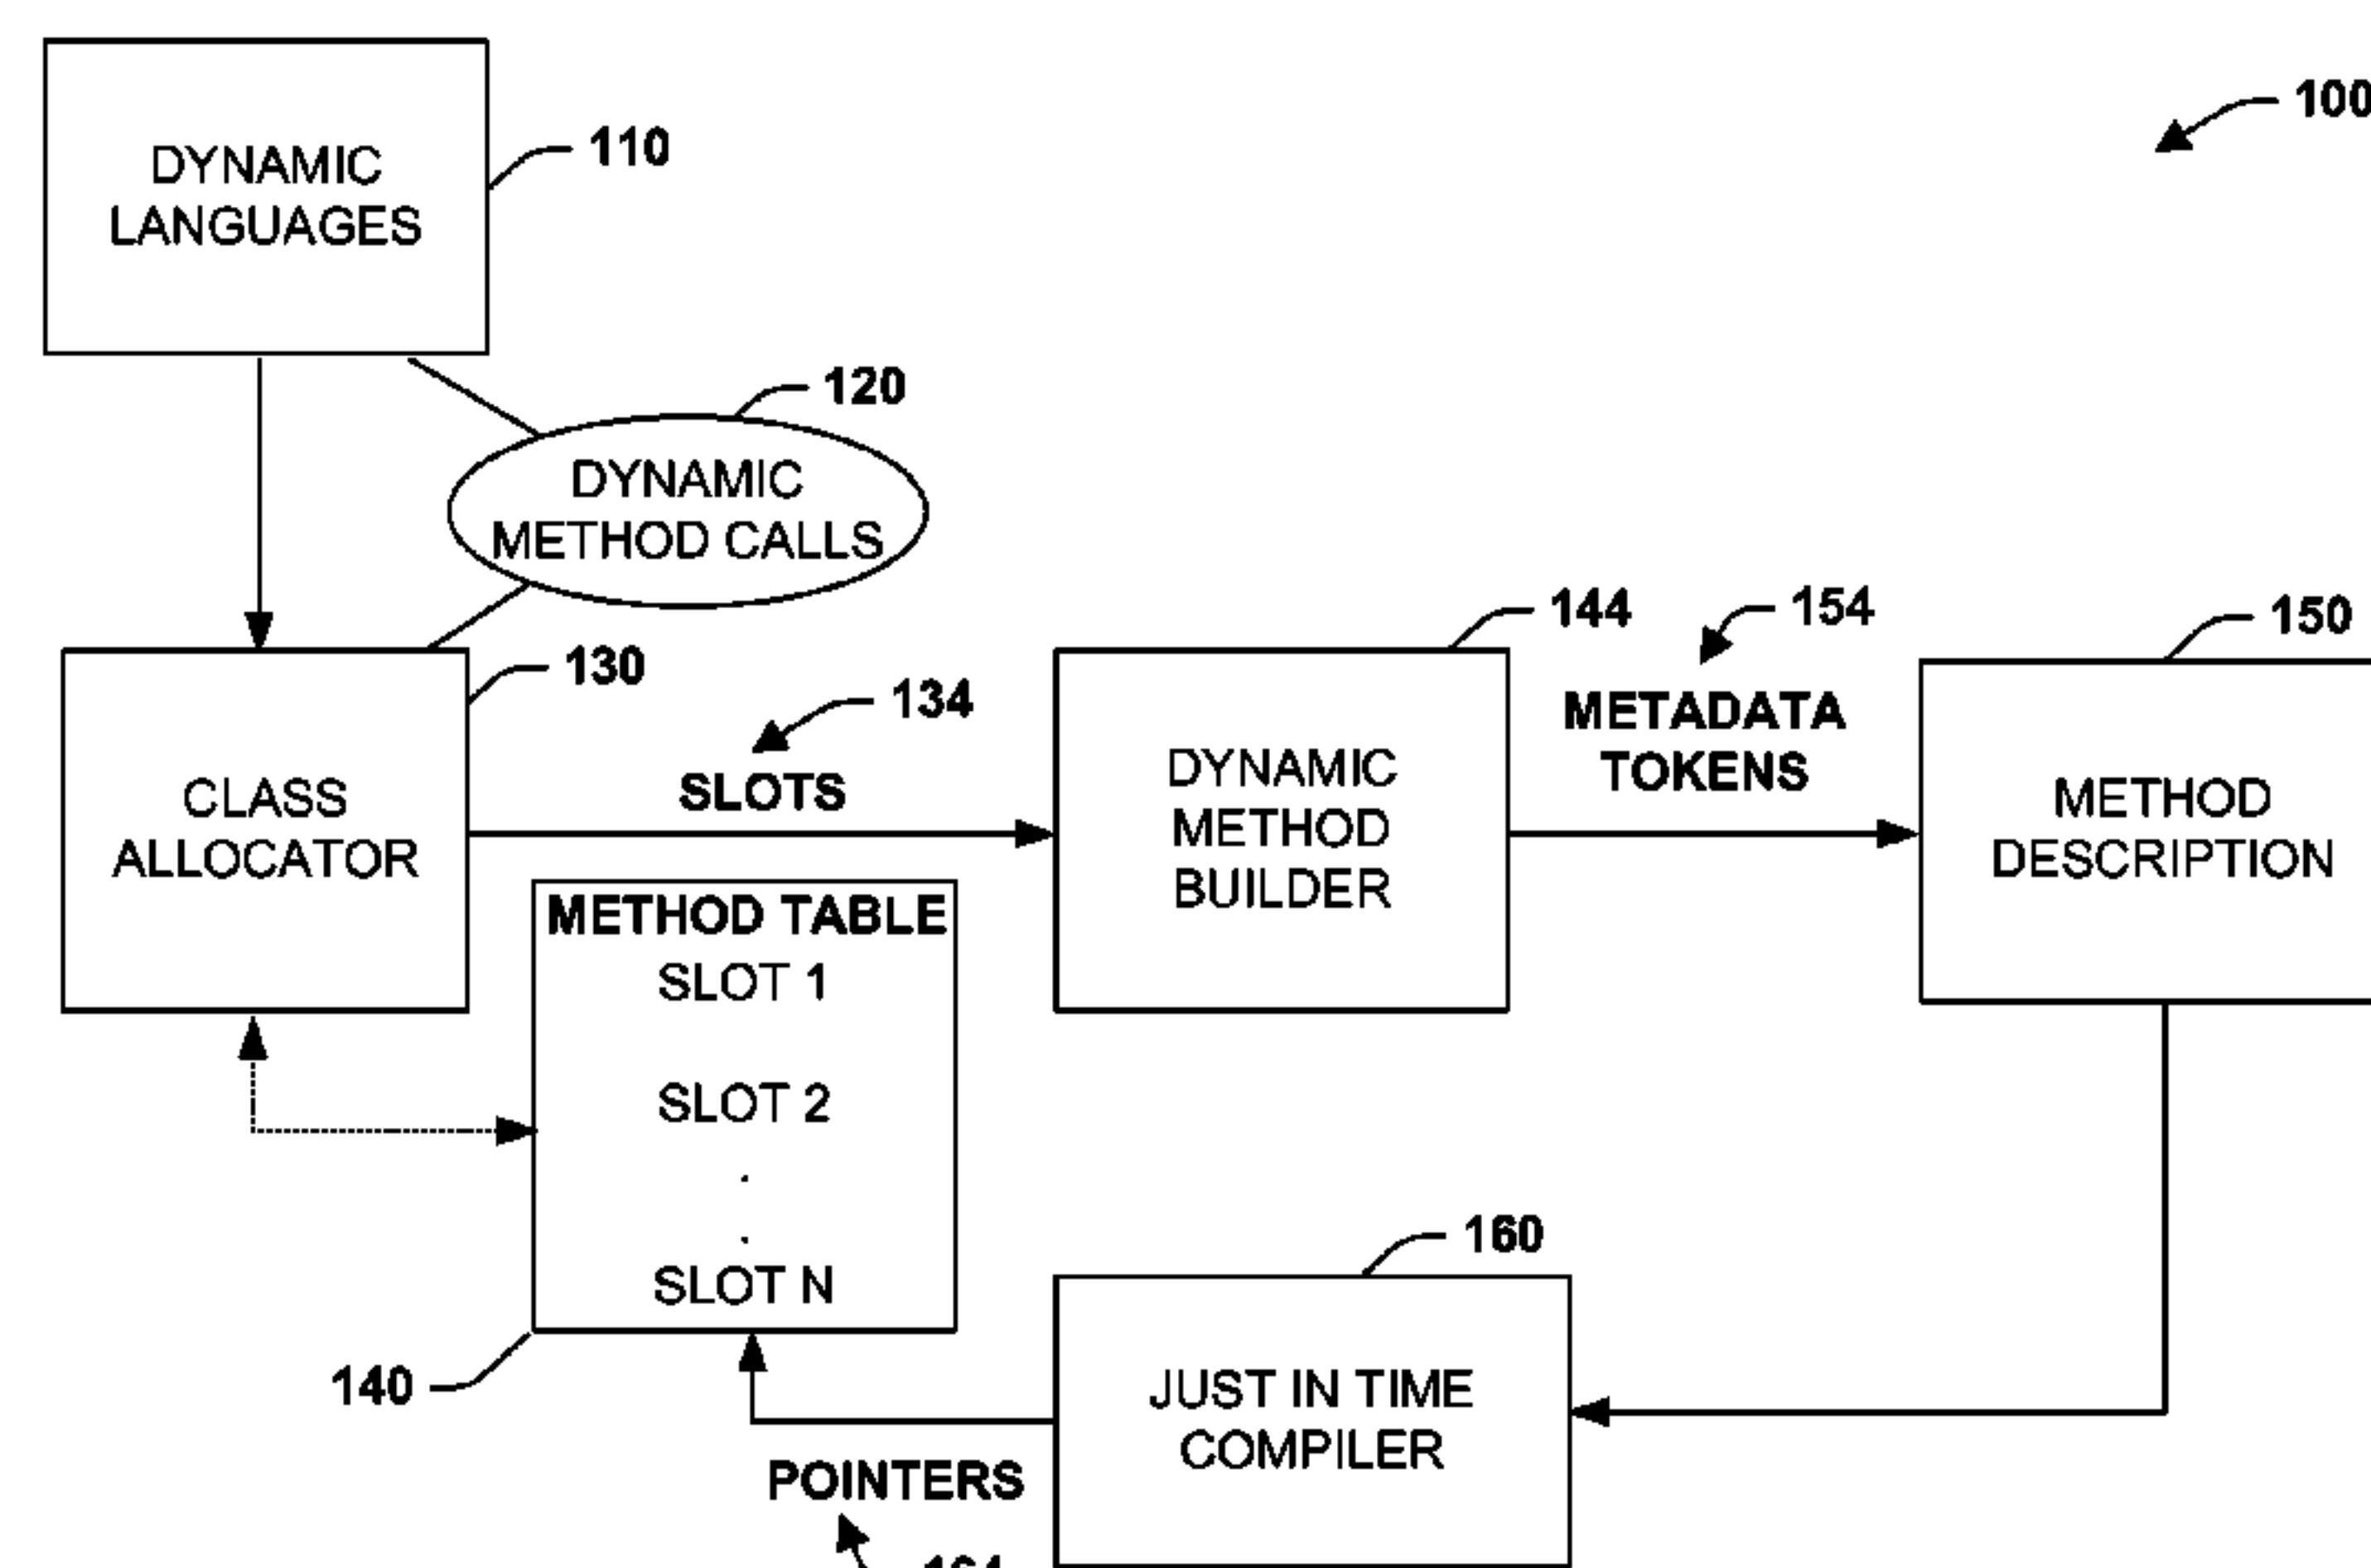 100
DYNAMIC
LANGUAGES
110
120
DYNAMIC
METHOD CALLS
130
CLASS
ALLOCATOR
134
SLOTS
144
DYNAMIC
METHOD
BUILDER
154
METADATA
TOKENS
150
METHOD
DESCRIPTION
METHOD TABLE
SLOT 1
SLOT 2
.
.
SLOT N
140
160
JUST IN TIME
COMPILER
POINTERS
164